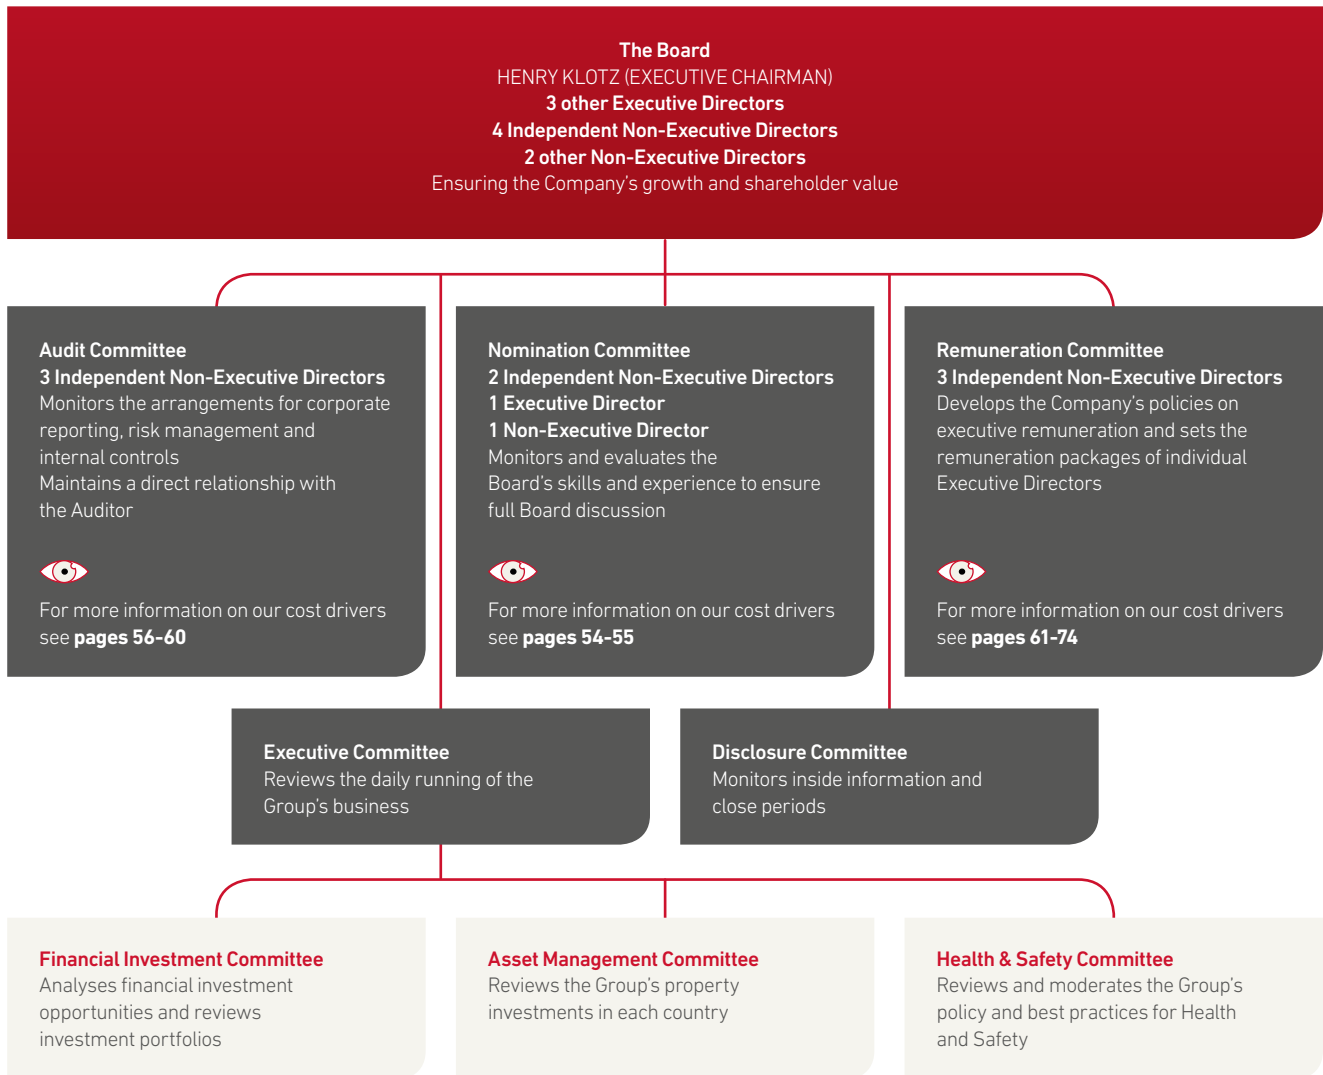 The Board
HENRY KLOTZ (EXECUTIVE CHAIRMAN)
3 other Executive Directors
4 Independent Non-Executive Directors
2 other Non-Executive Directors
Ensuring the Company's growth and shareholder value
Audit Committee
3 Independent Non-Executive Directors
Monitors the arrangements for corporate
reporting, risk management and
internal controls
Maintains a direct relationship with
the Auditor
For more information on our cost drivers
see pages 56-60
Nomination Committee
2 Independent Non-Executive Directors
1 Executive Director
1 Non-Executive Director
Monitors and evaluates the
Board's skills and experience to ensure
full Board discussion
For more information on our cost drivers
see pages 54-55
Remuneration Committee
3 Independent Non-Executive Directors
Develops the Company's policies on
executive remuneration and sets the
remuneration packages of individual
Executive Directors
For more information on our cost drivers
see pages 61-74
Executive Committee
Reviews the daily running of the
Group's business
Disclosure Committee
Monitors inside information and
close periods
Financial Investment Committee
Analyses financial investment
opportunities and reviews
investment portfolios
Asset Management Committee
Reviews the Group's property
investments in each country
Health & Safety Committee
Reviews and moderates the Group's
policy and best practices for Health
and Safety